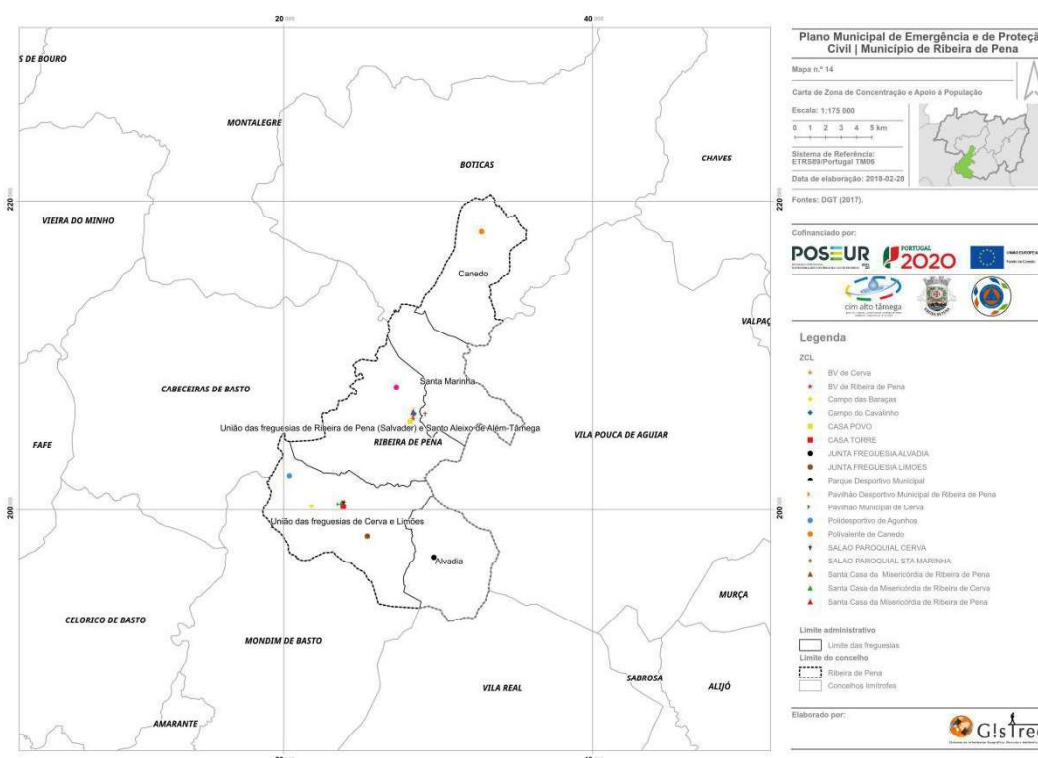 20 000
40 000
S DE BOURO
MONTALEGRE
BOTICAS
CHAVES
220 000
220 000
VIEIRA DO MINHO
Canedo
VALPAÇ
CABECEIRAS DE BASTO
Santa Marinha
União das freguesias de Ribeira de Pena (Salvador) e Santo Aleixo de Além-Tâmega
RIBEIRA DE PENA
VILA POUCA DE AGUIAR
FAFE
200 000
200 000
União das freguesias de Cerva e Limões
Alvadia
MURÇA
CELORICO DE BASTO
MONDIM DE BASTO
SABROSA
ALIJÓ
VILA REAL
AMARANTE
Plano Municipal de Emergência e de Proteçã
Civil | Município de Ribeira de Pena
Mapa n.º 14
Carta de Zona de Concentração e Apoio à População
Escala: 1:175 000
0 1 2 3 4 5 km
Sistema de Referência:
ETRS89/Portugal TM06
Data de elaboração: 2018-02-28
Fontes: DGT (2017).
Cofinanciado por:
POSEUR
PORTUGAL
2020
cim alto tâmega
Legenda
ZCL
BV de Cerva
BV de Ribeira de Pena
Campo das Baraças
Campo do Cavalinho
CASA POVO
CASA TORRE
JUNTA FREGUESIA ALVADIA
JUNTA FREGUESIA LIMOES
Parque Desportivo Municipal
Pavilhão Desportivo Municipal de Ribeira de Pena
Pavilhão Municipal de Cerva
Polidesportivo de Agunhos
Polivalente de Canedo
SALAO PAROQUIAL CERVA
SALAO PAROQUIAL STA MARINHA
Santa Casa da Misericórdia de Ribeira de Pena
Santa Casa da Misericórdia de Ribeira de Cerva
Santa Casa da Misericórdia de Ribeira de Pena
Limite administrativo
Limite das freguesias
Limite do concelho
Ribeira de Pena
Concelhos limítrofes
Elaborado por:
G!sTree